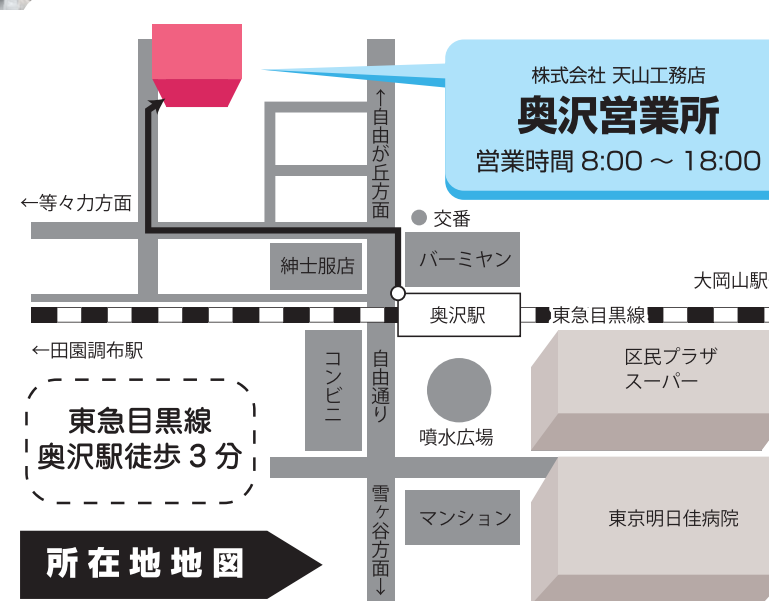 株式会社 天山工務店
奥沢営業所
営業時間 8:00 ～ 18:00
←自由が丘方面
←等々力方面
交番
紳士服店
バーミヤン
大岡山駅
奥沢駅
東急目黒線
←田園調布駅
コンビニ
自由通り
区民プラザ
スーパー
東急目黒線
奥沢駅徒歩 3 分
噴水広場
雪ヶ谷方面→
マンション
東京明日佳病院
所在地地図